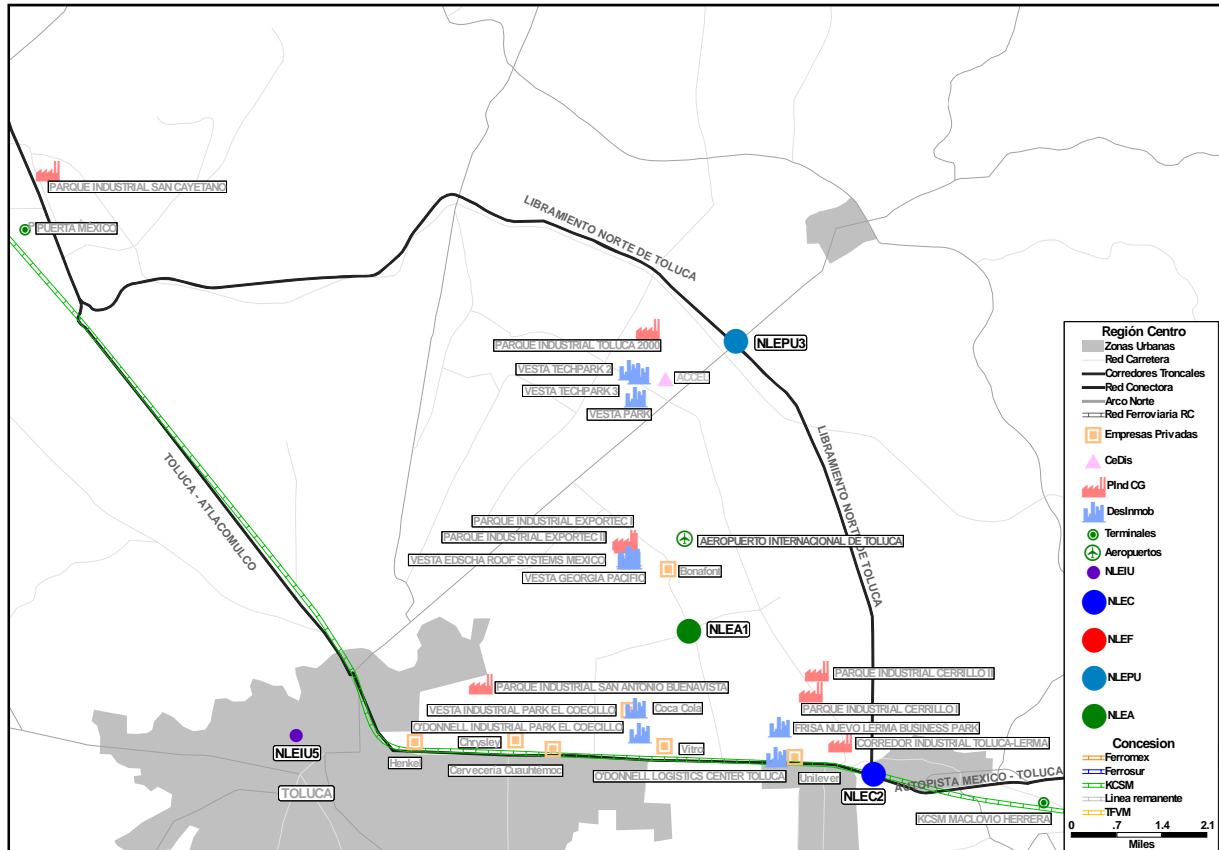 PARQUE INDUSTRIAL SAN CAYETANO
PUERTA MÉXICO
LIBRAMIENTO NORTE DE TOLUCA
NLEPU3
PARQUE INDUSTRIAL TOLUCA 2000
VESTA TECHPARK 2
ACCEL
VESTA TECHPARK 3
VESTA PARK
TOLUCA - ATLACOMULCO
LIBRAMIENTO NORTE DE TOLUCA
PARQUE INDUSTRIAL EXPORTEC I
PARQUE INDUSTRIAL EXPORTEC II
AEROPUERTO INTERNACIONAL DE TOLUCA
VESTA EDSCHA ROOF SYSTEMS MEXICO
VESTA GEORGIA PACIFIC
Bonafont
NLEA1
PARQUE INDUSTRIAL CERRILLO II
PARQUE INDUSTRIAL SAN ANTONIO BUENAVISTA
VESTA INDUSTRIAL PARK EL COECILLO
Coca Cola
PARQUE INDUSTRIAL CERRILLO I
O'DONNELL INDUSTRIAL PARK EL COECILLO
FRISA NUEVO LERMA BUSINESS PARK
NLEIU5
Henkel
Chrysley
Cervecería Cuauhtémoc
Vitro
CORREDOR INDUSTRIAL TOLUCA-LERMA
O'DONNELL LOGISTICS CENTER TOLUCA
Unilever
TOLUCA
NLEC2
AUTOPISTA MEXICO - TOLUCA
KCSM MACLOVIO HERRERA
Región Centro
Zonas Urbanas
Red Carretera
Corredores Troncales
Red Conectora
Arco Norte
Red Ferroviaria RC
Empresas Privadas
CeDis
PInd CG
DesInmob
Terminales
Aeropuertos
NLEIU
NLEC
NLEF
NLEPU
NLEA
Concesion
Ferromex
Ferrosur
KCSM
Linea remanente
TFVM
0 .7 1.4 2.1
Miles